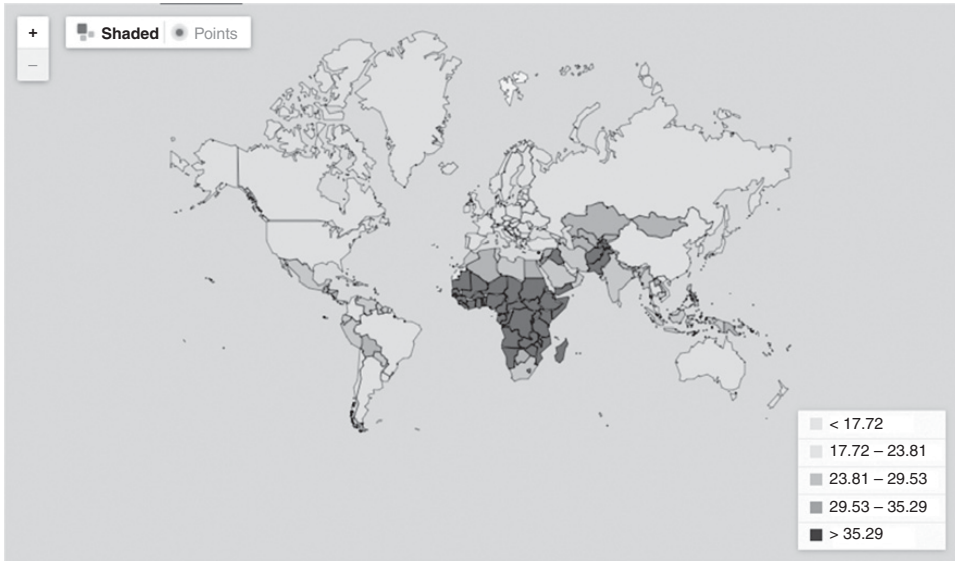 +
–
Shaded
Points
< 17.72
17.72 – 23.81
23.81 – 29.53
29.53 – 35.29
> 35.29